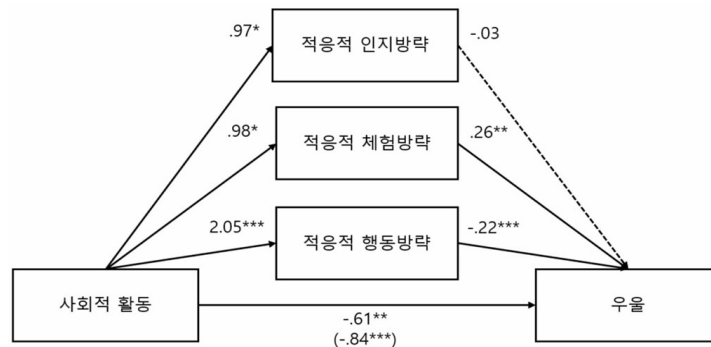 .97*
적응적 인지방략
-.03
.98*
적응적 체험방략
.26**
2.05***
적응적 행동방략
-.22***
사회적 활동
우울
-.61**
(-.84***)